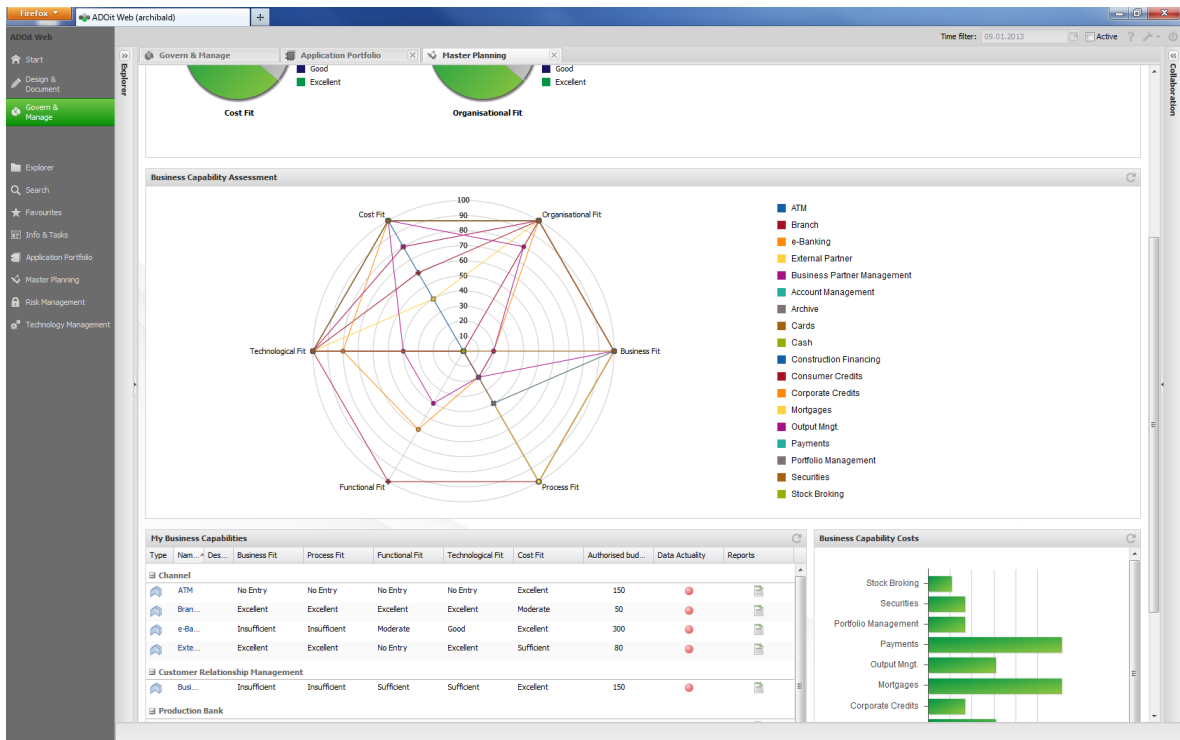 Firefox
ADOit Web (archibald)
+
ADOit Web
Time filter: 09.01.2013 Active ?
Start
Design &
Document
Govern &
Manage
Explorer
Search
Favourites
Info & Tasks
Application Portfolio
Master Planning
Risk Management
Technology Management
Explorer
Collaboration
Govern & Manage Application Portfolio Master Planning
Good
Excellent
Cost Fit
Good
Excellent
Organisational Fit
Business Capability Assessment
100
90
80
70
60
50
40
30
20
10
Cost Fit
Organisational Fit
Technological Fit
Business Fit
Functional Fit
Process Fit
ATM
Branch
e-Banking
External Partner
Business Partner Management
Account Management
Archive
Cards
Cash
Construction Financing
Consumer Credits
Corporate Credits
Mortgages
Output Mngt.
Payments
Portfolio Management
Securities
Stock Broking
My Business Capabilities
Type Nam... Des... Business Fit Process Fit Functional Fit Technological Fit Cost Fit Authorised bud... Data Actuality Reports
Channel
ATM No Entry No Entry No Entry No Entry Excellent 150
Bran... Excellent Excellent Excellent Excellent Moderate 50
e-Ba... Insufficient Insufficient Moderate Good Excellent 300
Exte... Excellent Excellent No Entry Excellent Sufficient 80
Customer Relationship Management
Busi... Insufficient Insufficient Sufficient Sufficient Excellent 150
Production Bank
Business Capability Costs
Stock Broking
Securities
Portfolio Management
Payments
Output Mngt.
Mortgages
Corporate Credits